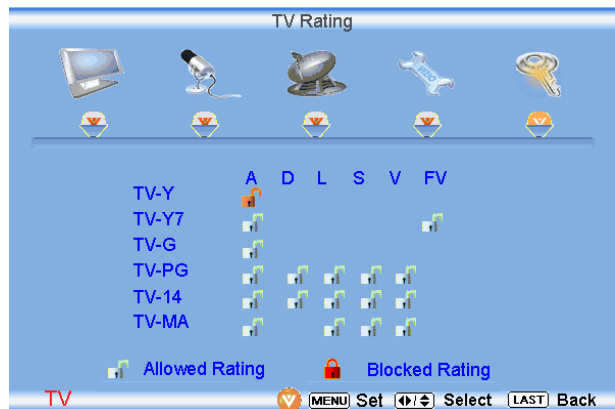 TV Rating
A D L S V FV
TV-Y
TV-Y7
TV-G
TV-PG
TV-14
TV-MA
Allowed Rating Blocked Rating
TV V MENU Set Select LAST Back